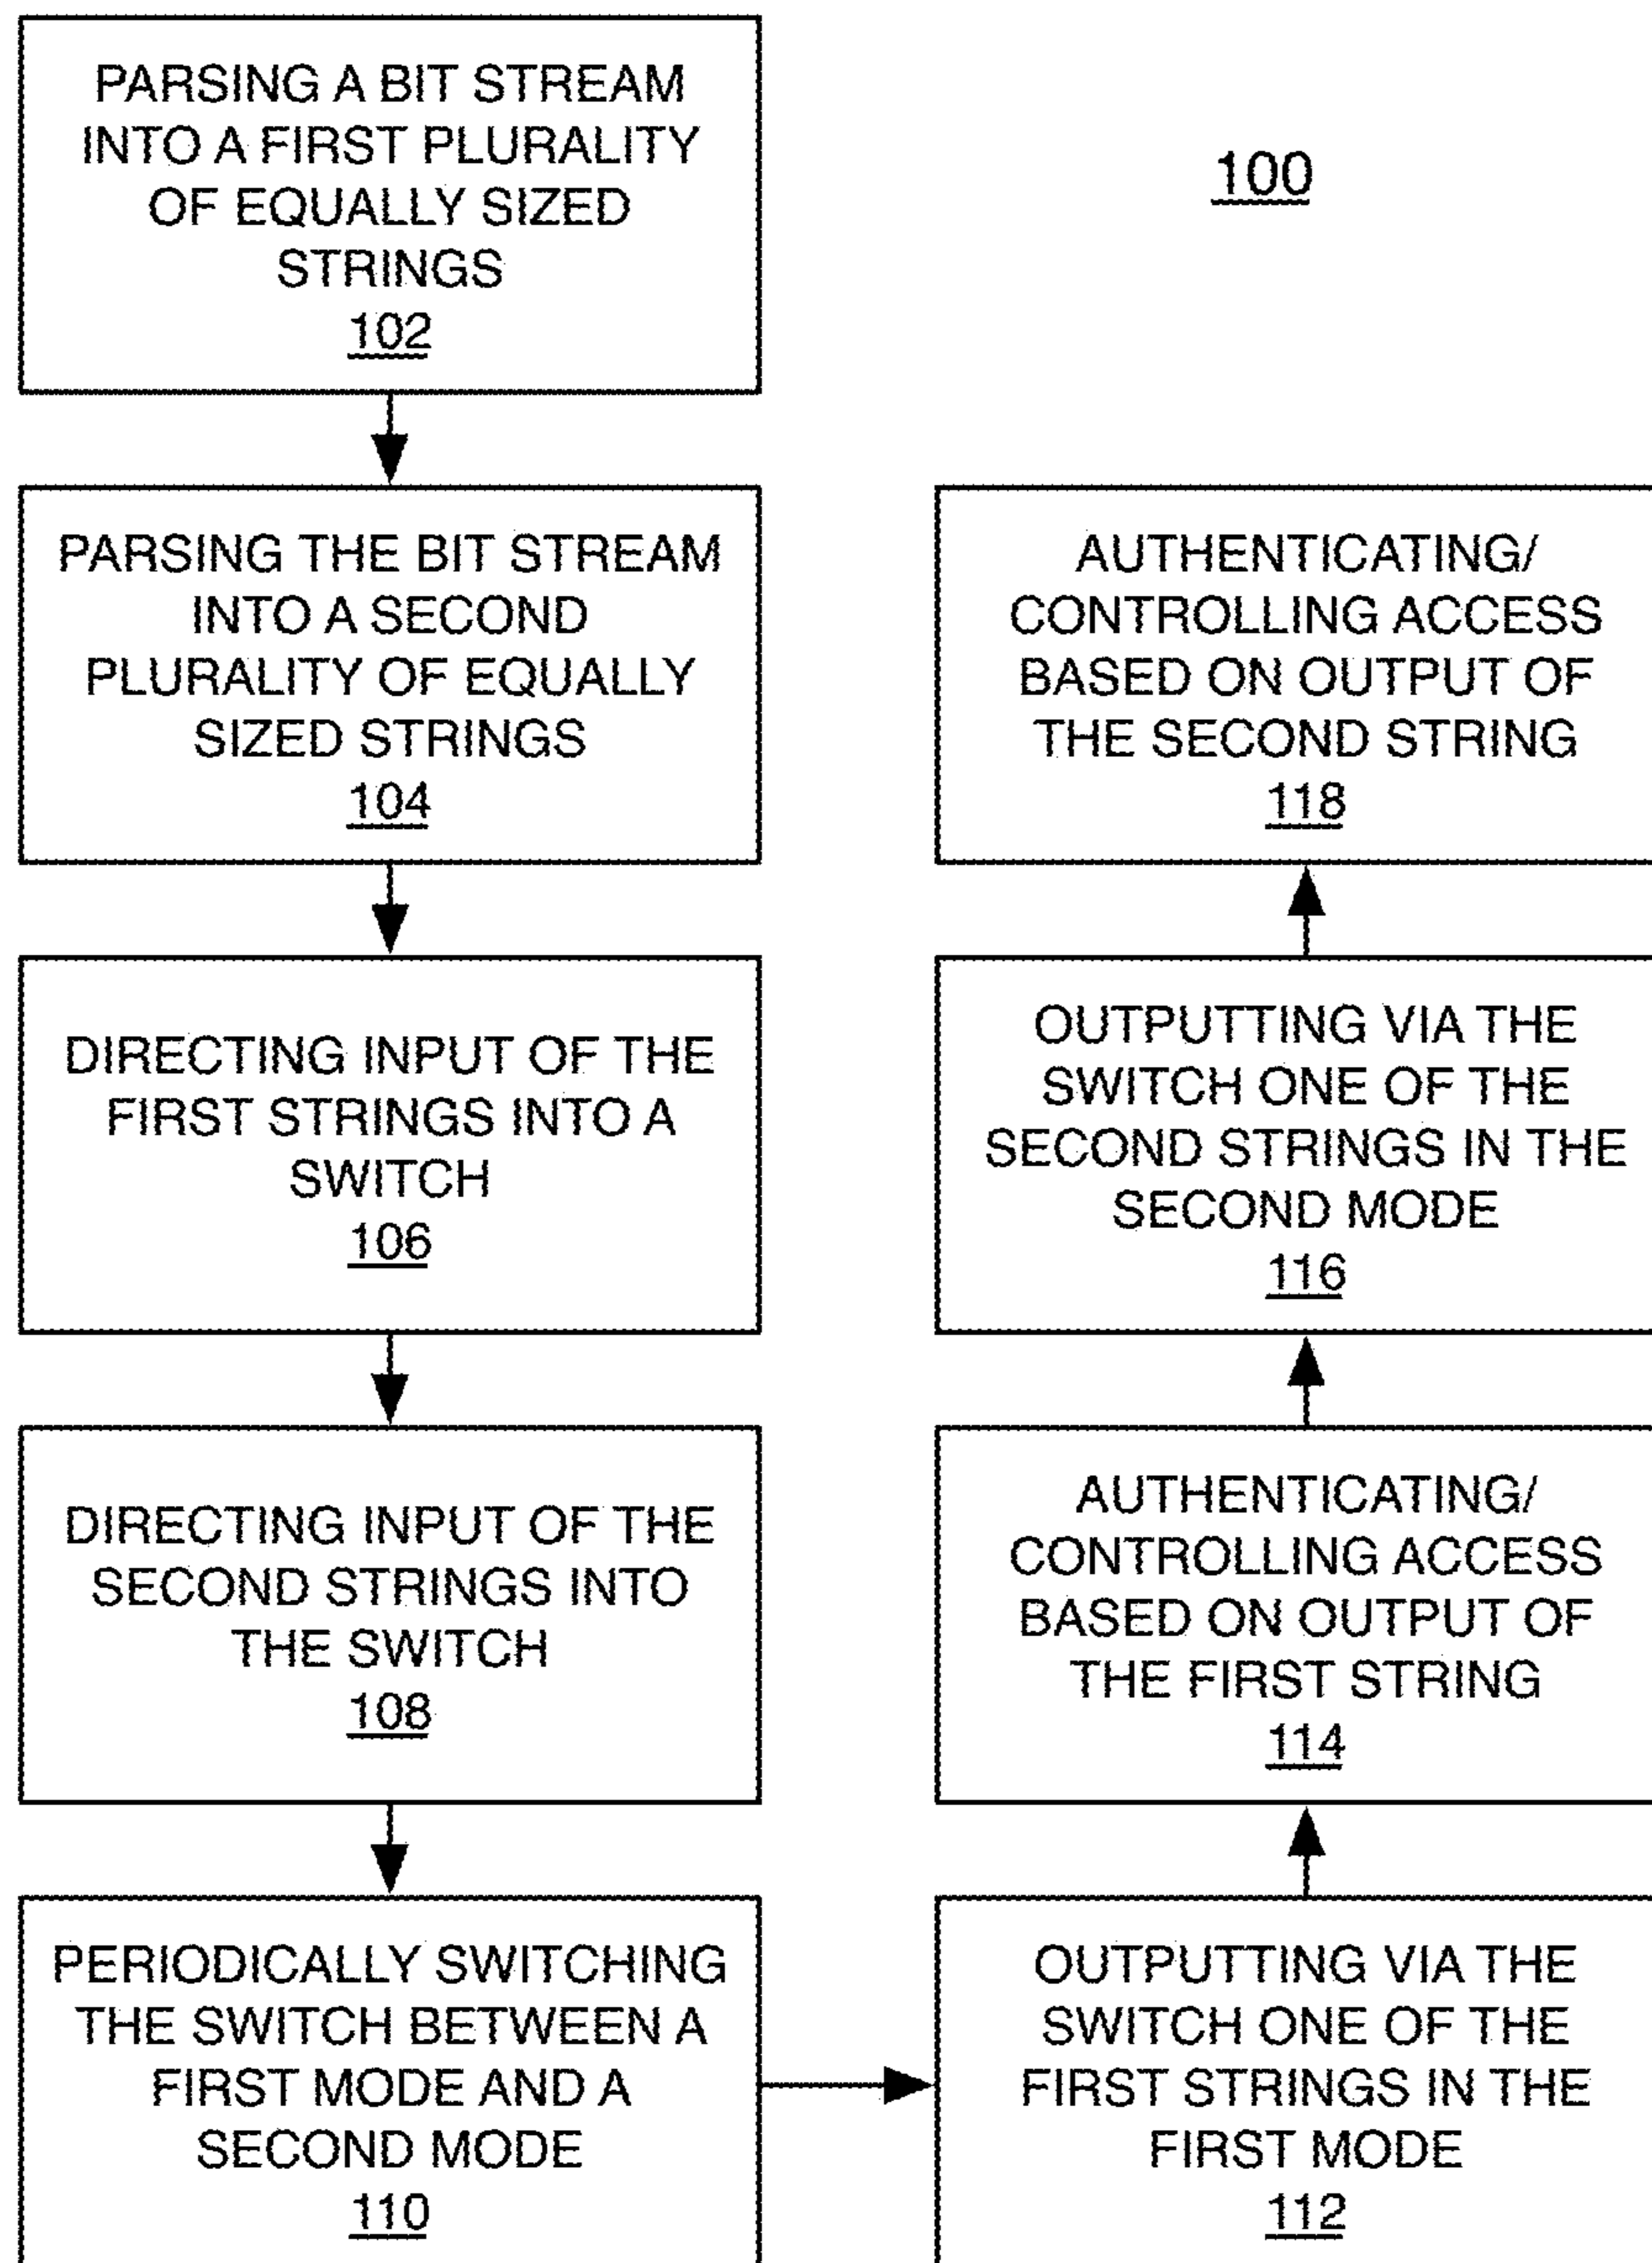 PARSING A BIT STREAM
INTO A FIRST PLURALITY
OF EQUALLY SIZED
STRINGS
102
100
PARSING THE BIT STREAM
INTO A SECOND
PLURALITY OF EQUALLY
SIZED STRINGS
104
DIRECTING INPUT OF THE
FIRST STRINGS INTO A
SWITCH
106
DIRECTING INPUT OF THE
SECOND STRINGS INTO
THE SWITCH
108
PERIODICALLY SWITCHING
THE SWITCH BETWEEN A
FIRST MODE AND A
SECOND MODE
110
OUTPUTTING VIA THE
SWITCH ONE OF THE
FIRST STRINGS IN THE
FIRST MODE
112
AUTHENTICATING/
CONTROLLING ACCESS
BASED ON OUTPUT OF
THE FIRST STRING
114
OUTPUTTING VIA THE
SWITCH ONE OF THE
SECOND STRINGS IN THE
SECOND MODE
116
AUTHENTICATING/
CONTROLLING ACCESS
BASED ON OUTPUT OF
THE SECOND STRING
118